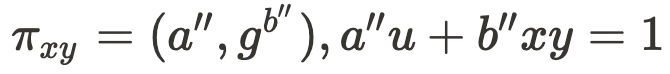 π_{xy} = (a'', g^{b''}), a''u + b''xy = 1